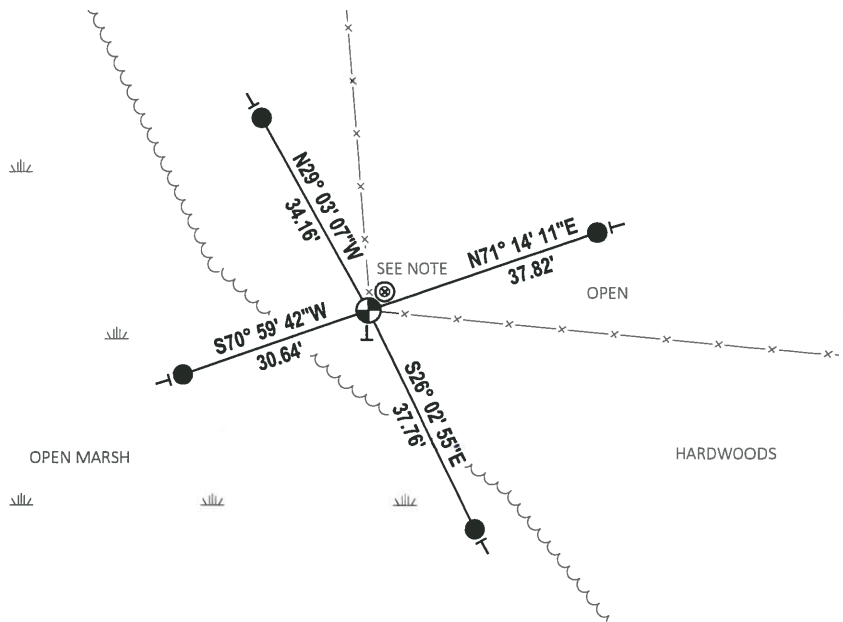 N29° 03' 07"W
34.16'
SEE NOTE
N71° 14' 11"E
37.82'
OPEN
S70° 59' 42"W
30.64'
S26° 02' 55"E
37.76'
OPEN MARSH
HARDWOODS